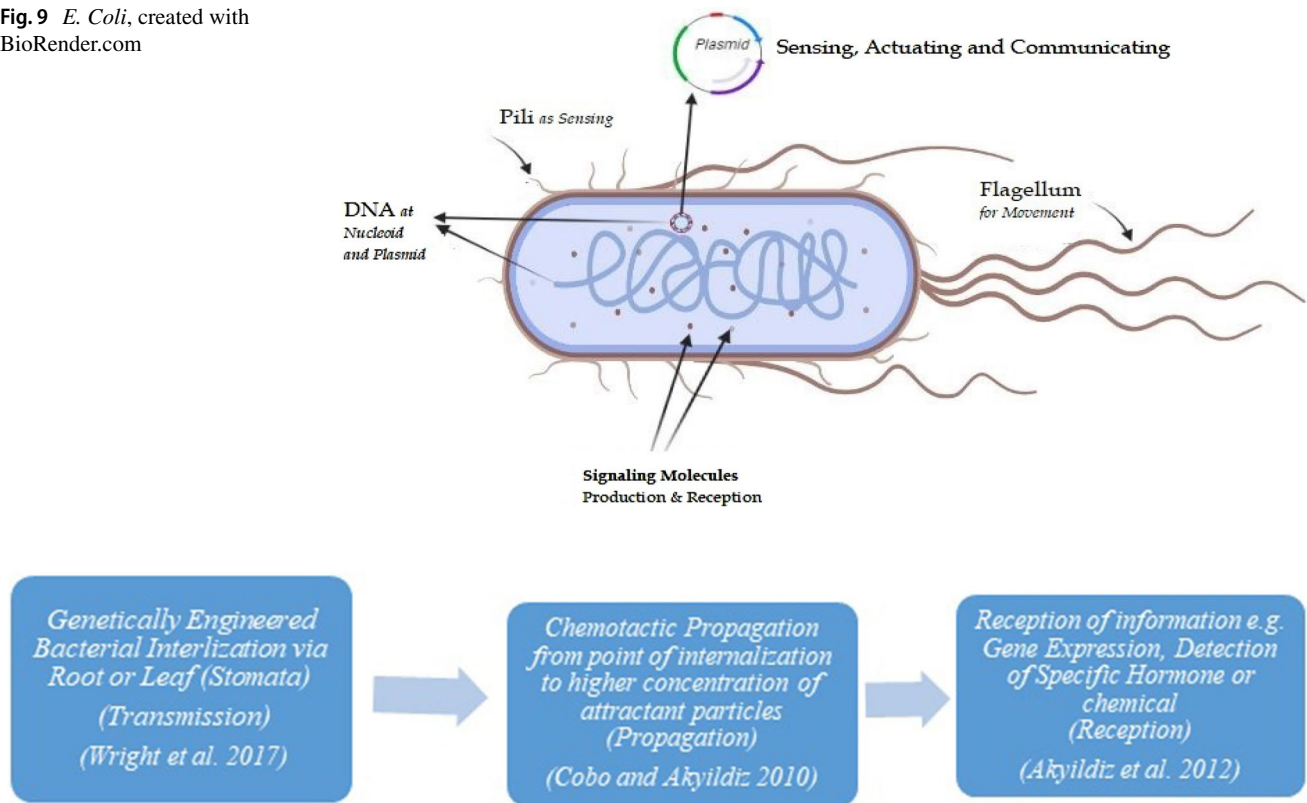 Fig. 9 E. Coli, created with
BioRender.com
Plasmid
Sensing, Actuating and Communicating
Pili as Sensing
DNA at
Nucleoid
and Plasmid
Flagellum
for Movement
Signaling Molecules
Production & Reception
Genetically Engineered
Bacterial Interlization via
Root or Leaf (Stomata)
(Transmission)
(Wright et al. 2017)
Chemotactic Propagation
from point of internalization
to higher concentration of
attractant particles
(Propagation)
(Cobo and Akyildiz 2010)
Reception of information e.g.
Gene Expression, Detection
of Specific Hormone or
chemical
(Reception)
(Akyildiz et al. 2012)